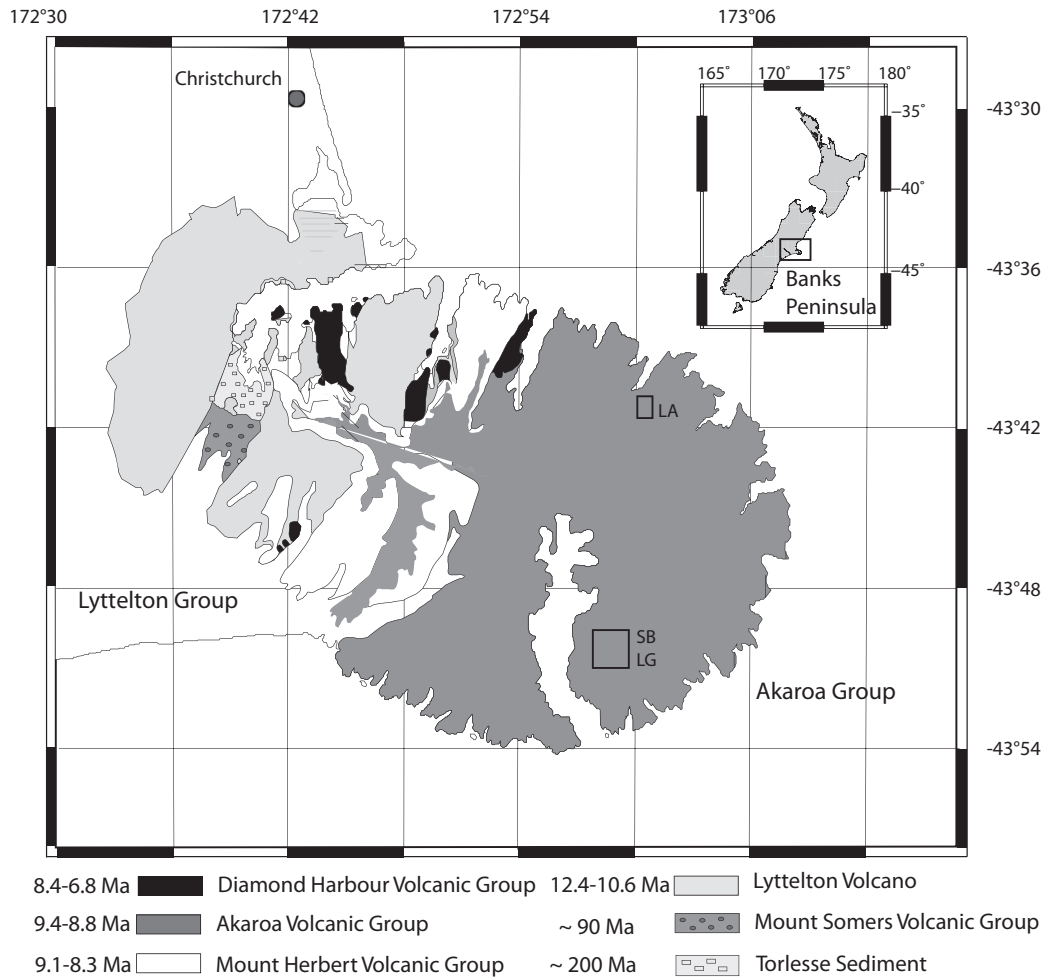 172°30 172°42 172°54 173°06
Christchurch
165° 170° 175° 180°
–35°
–40°
–45°
Banks
Peninsula
-43°30
-43°36
-43°42
-43°48
-43°54
LA
SB
LG
Lyttelton Group
Akaroa Group
8.4-6.8 Ma Diamond Harbour Volcanic Group 12.4-10.6 Ma Lyttelton Volcano
9.4-8.8 Ma Akaroa Volcanic Group ~ 90 Ma Mount Somers Volcanic Group
9.1-8.3 Ma Mount Herbert Volcanic Group ~ 200 Ma Torlesse Sediment